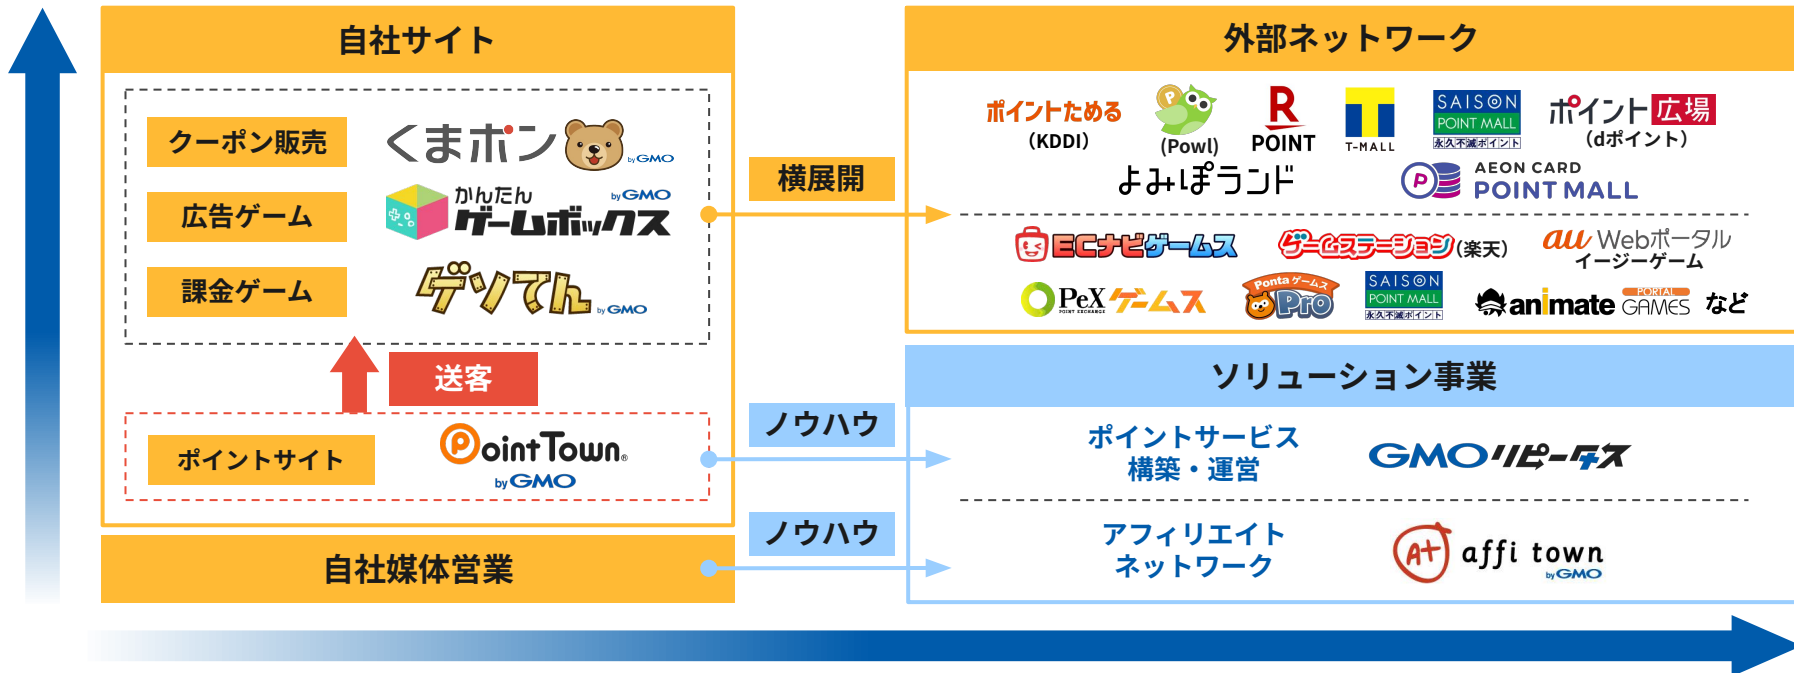 自社サイト
クーポン販売
くまポン byGMO
広告ゲーム
かんたん
ゲームボックス
byGMO
課金ゲーム
ゲソてん byGMO
送客
ポイントサイト
PointTown®
byGMO
自社媒体営業
横展開
ノウハウ
ノウハウ
外部ネットワーク
ポイントためる
(KDDI)
P
(Powl)
R
POINT
T
T-MALL
SAISON
POINT MALL
永久不滅ポイント
ポイント広場
(dポイント)
よみぽランド
P
AEON CARD
POINT MALL
ECナビゲームス
ゲームステーション(楽天)
au Webポータル
イージーゲーム
PeXゲームス
POINT EXCHANGE
Ponta ゲームス
Pro
SAISON
POINT MALL
永久不滅ポイント
animate
PORTAL
GAMES
など
ソリューション事業
ポイントサービス
構築・運営
GMOリピータス
アフィリエイト
ネットワーク
A+ affi town
byGMO